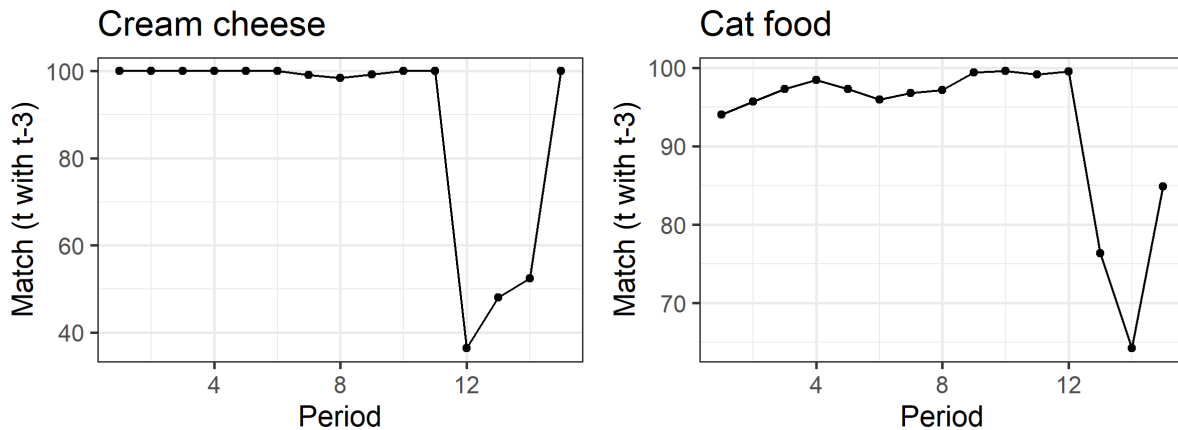 Cream cheese
Match (t with t-3)
100
80
60
40
4 8 12
Period
Cat food
Match (t with t-3)
100
90
80
70
4 8 12
Period